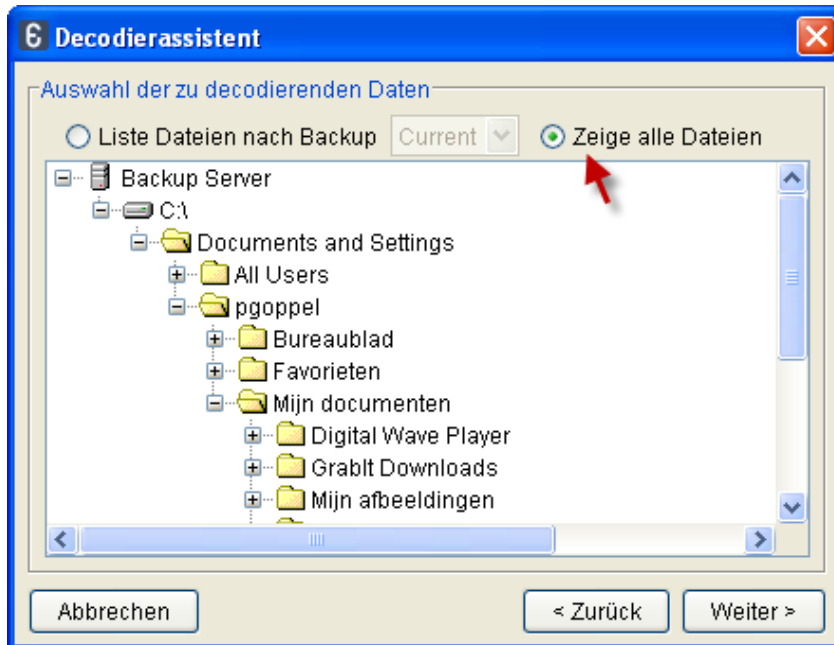 Decodierassistent
Auswahl der zu decodierenden Daten
Liste Dateien nach Backup Current Zeige alle Dateien
Backup Server
C:\
Documents and Settings
All Users
pgoppel
Bureaublad
Favorieten
Mijn documenten
Digital Wave Player
GrabIt Downloads
Mijn afbeeldingen
Abbrechen < Zurück Weiter >